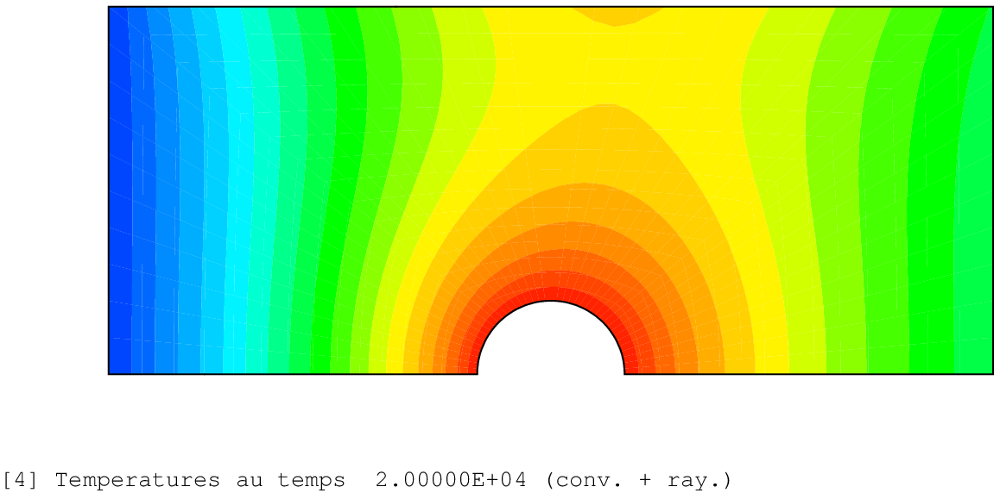 [4] Temperatures au temps  2.00000E+04 (conv. + ray.)